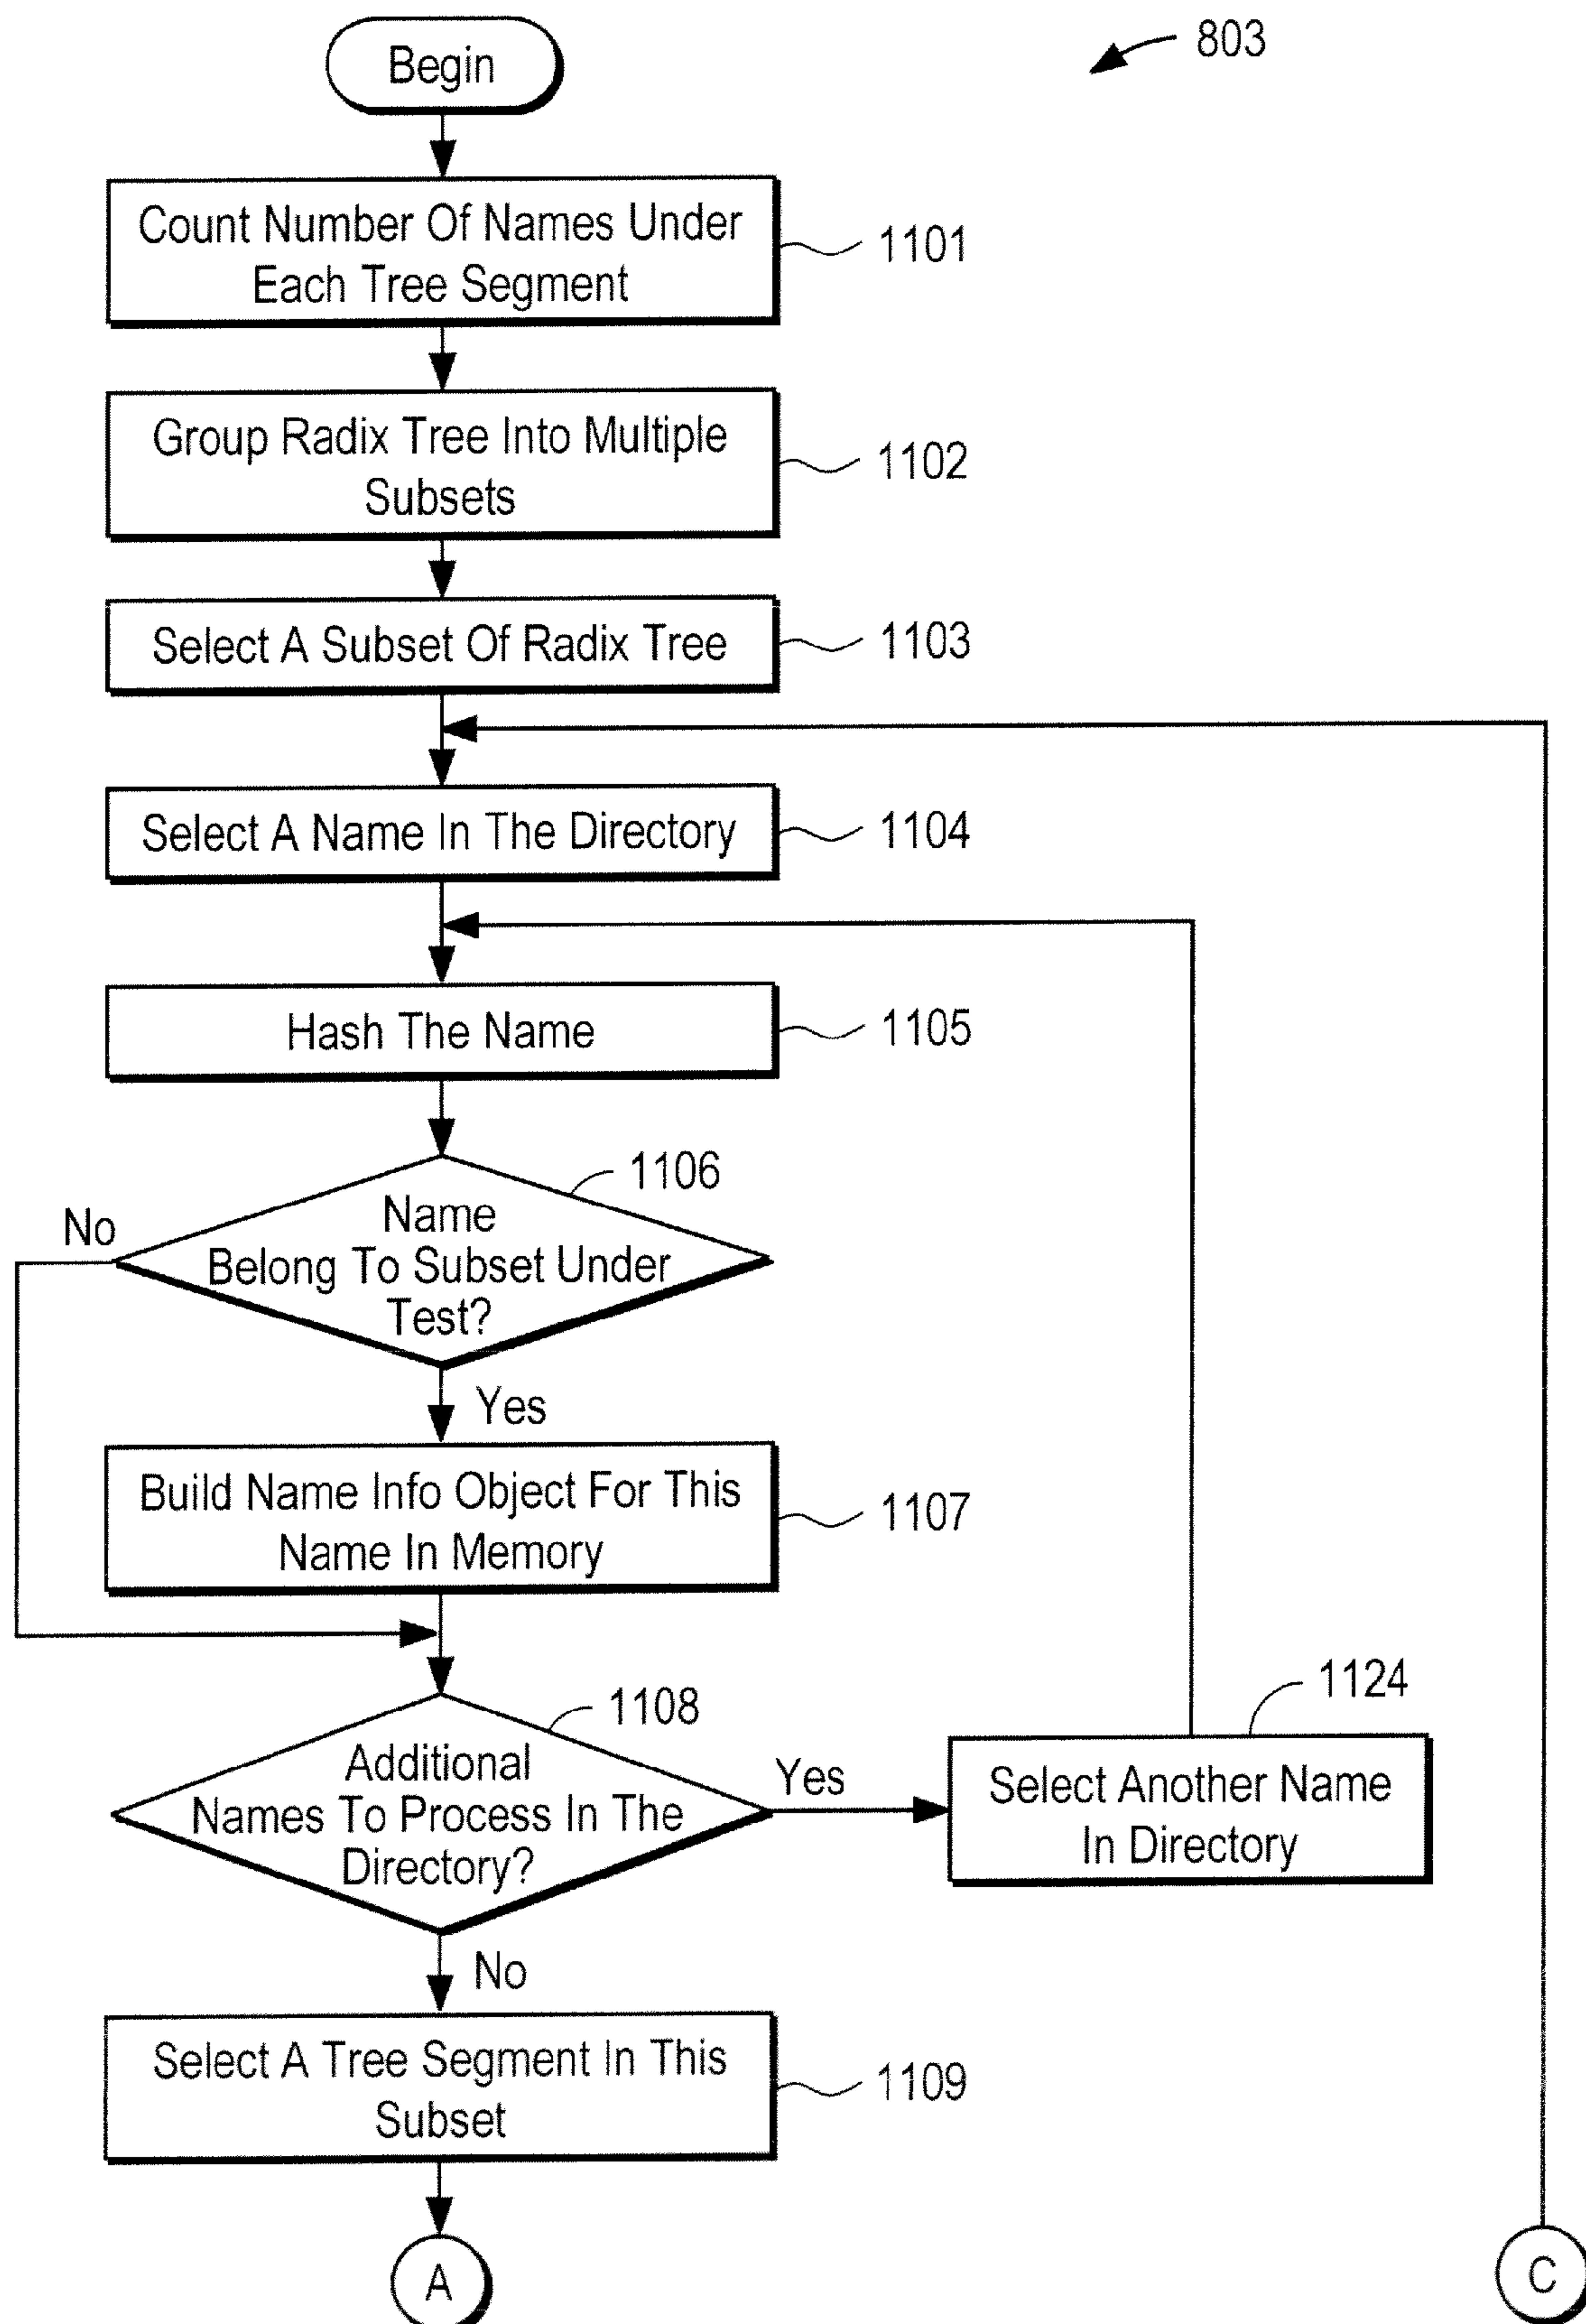 Begin
803
Count Number Of Names Under
Each Tree Segment
1101
Group Radix Tree Into Multiple
Subsets
1102
Select A Subset Of Radix Tree
1103
Select A Name In The Directory
1104
Hash The Name
1105
1106
No
Name
Belong To Subset Under
Test?
Yes
Build Name Info Object For This
Name In Memory
1107
1108
1124
Additional
Names To Process In The
Directory?
Yes
Select Another Name
In Directory
No
Select A Tree Segment In This
Subset
1109
A
C